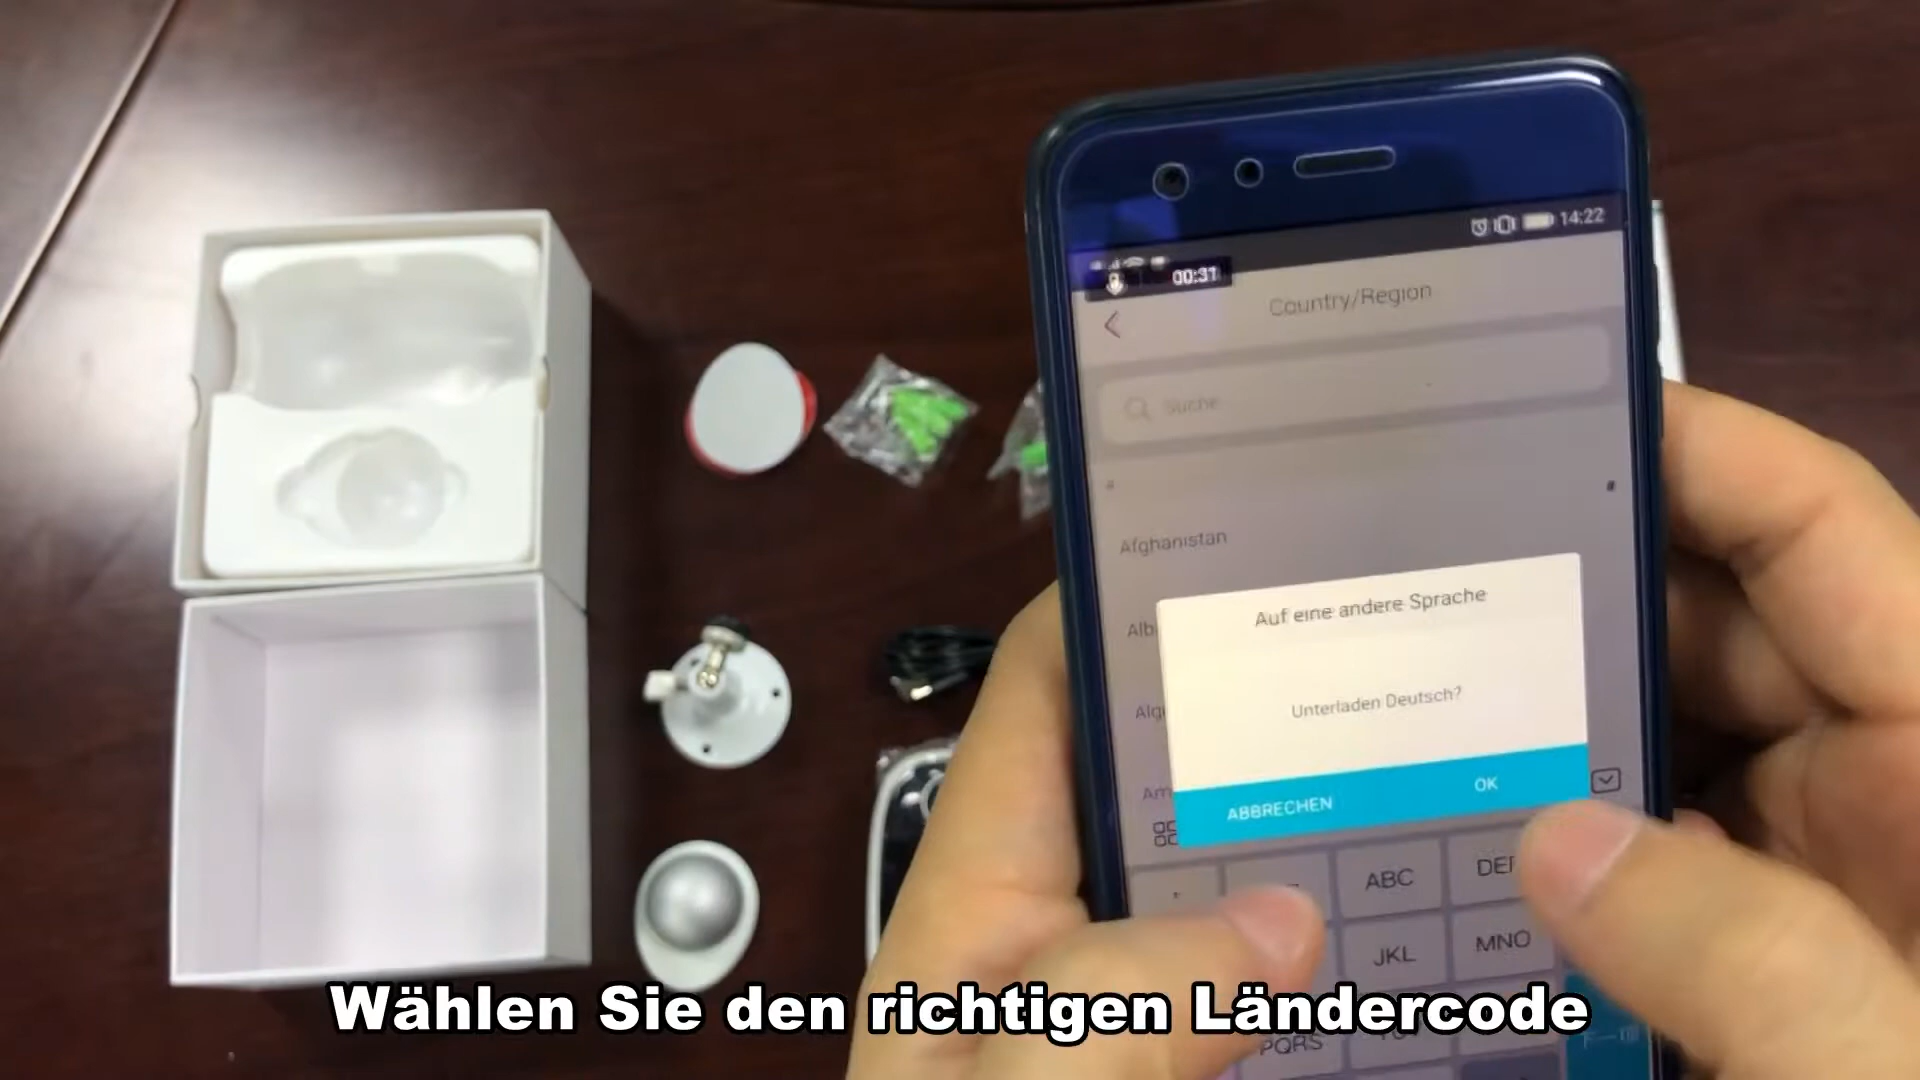 14:22
00:31
Country/Region
Suche
#
#
Afghanistan
Auf eine andere Sprache
Unterladen Deutsch?
ABBRECHEN
OK
ABC
JKL
MNO
PQRS
Wählen Sie den richtigen Ländercode